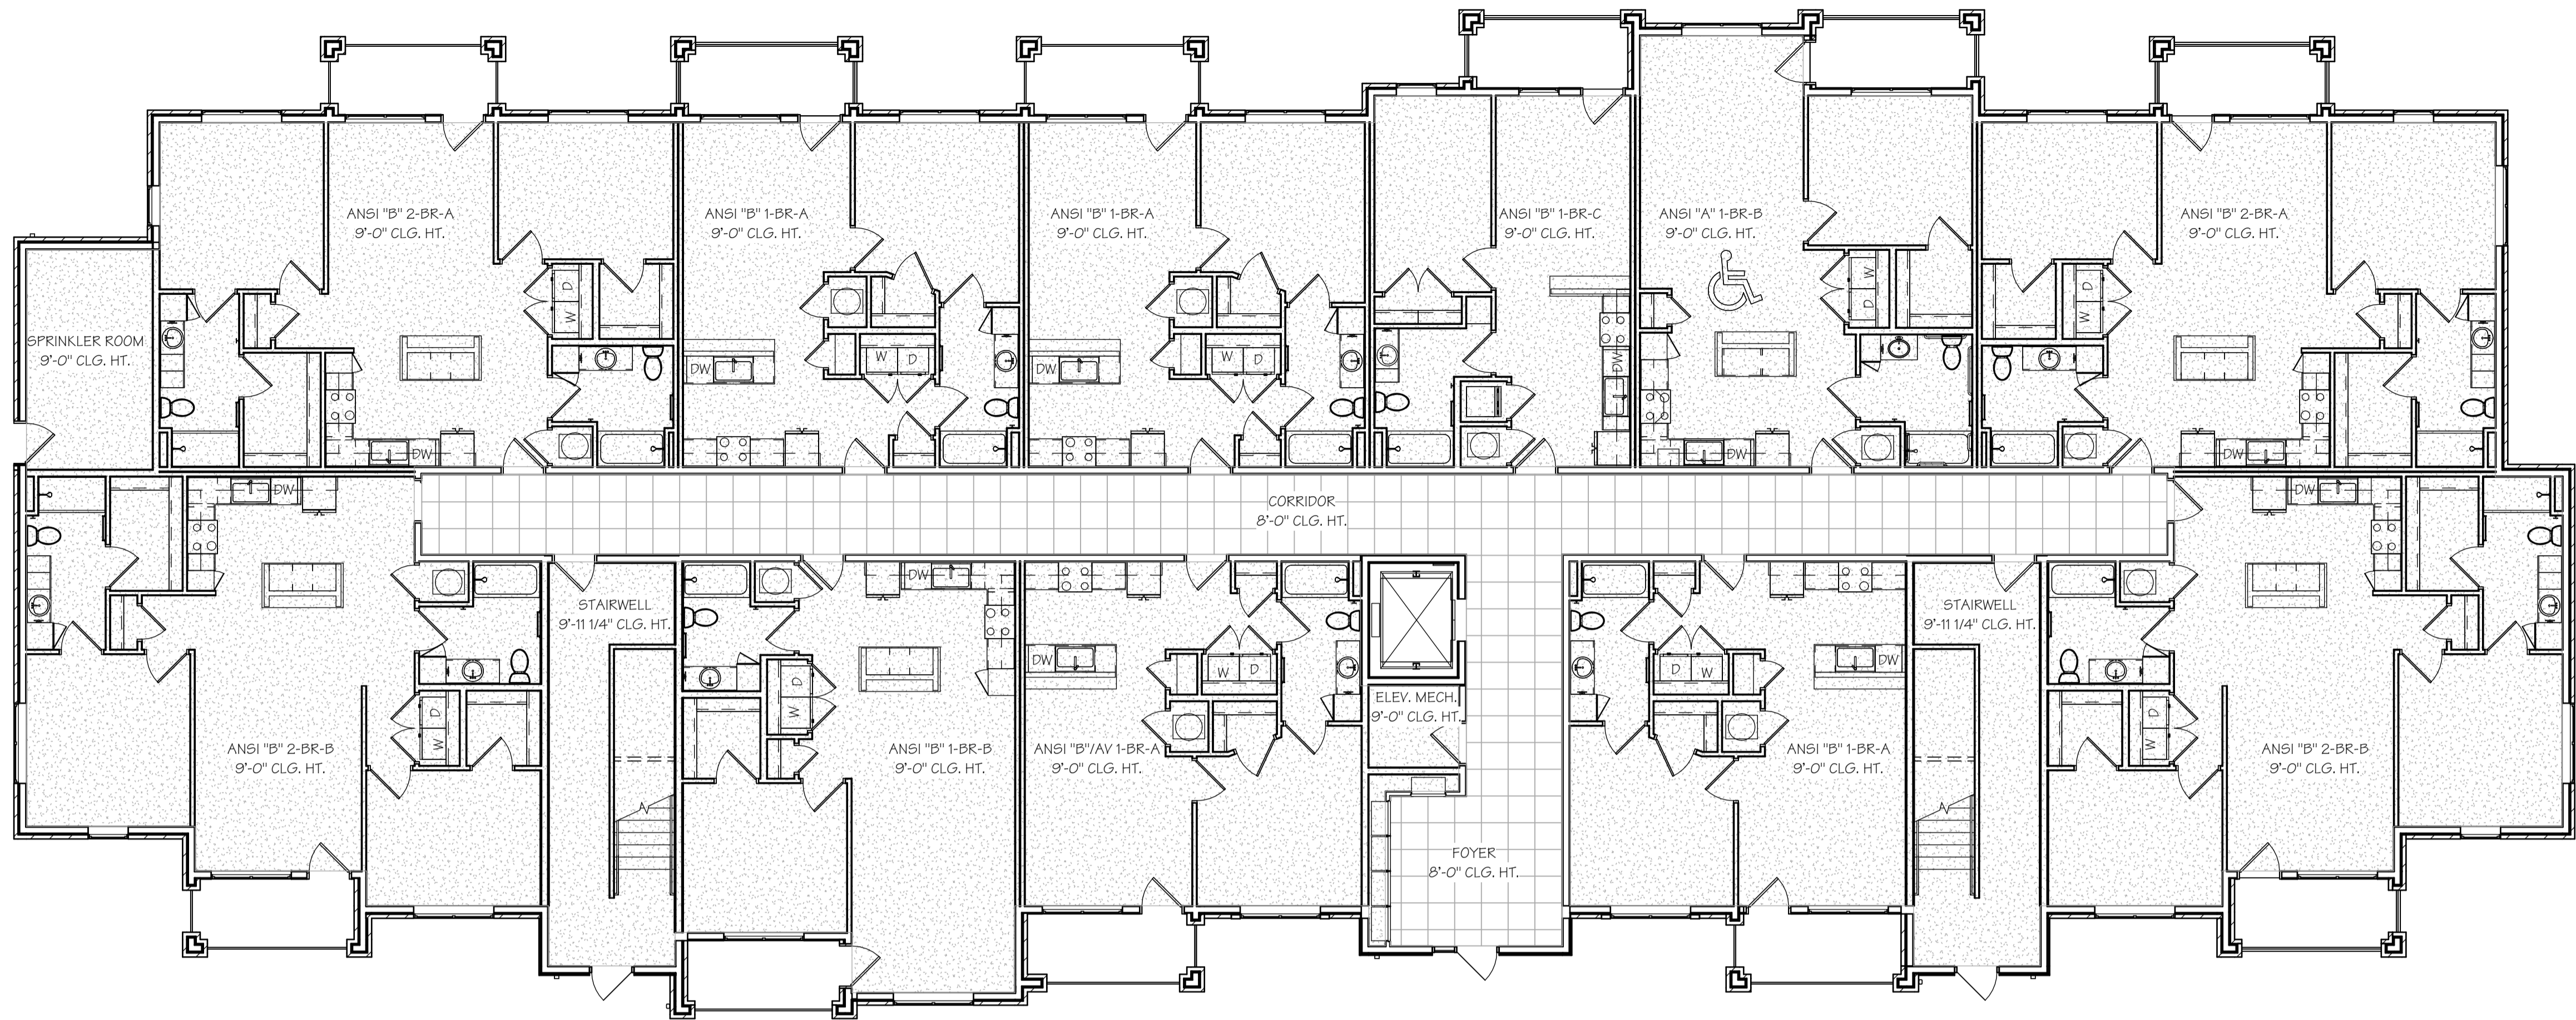 ANSI "B" 2-BR-A
9'-0" CLG. HT.
ANSI "B" 1-BR-A
9'-0" CLG. HT.
ANSI "B" 1-BR-A
9'-0" CLG. HT.
ANSI "B" 1-BR-C
9'-0" CLG. HT.
ANSI "A" 1-BR-B
9'-0" CLG. HT.
ANSI "B" 2-BR-A
9'-0" CLG. HT.
D
W
W
D
D
W
SPRINKLER ROOM
9'-0" CLG. HT.
W
D
W
D
DW
DW
DW
DW
DW
DW
CORRIDOR
8'-0" CLG. HT.
DW
DW
DW
STAIRWELL
9'-11 1/4" CLG. HT.
STAIRWELL
9'-11 1/4" CLG. HT.
DW
DW
W
D
D
W
D
W
D
W
D
W
ELEV. MECH.
9'-0" CLG. HT.
ANSI "B" 2-BR-B
9'-0" CLG. HT.
ANSI "B" 1-BR-B
9'-0" CLG. HT.
ANSI "B"/AV 1-BR-A
9'-0" CLG. HT.
ANSI "B" 1-BR-A
9'-0" CLG. HT.
ANSI "B" 2-BR-B
9'-0" CLG. HT.
FOYER
8'-0" CLG. HT.